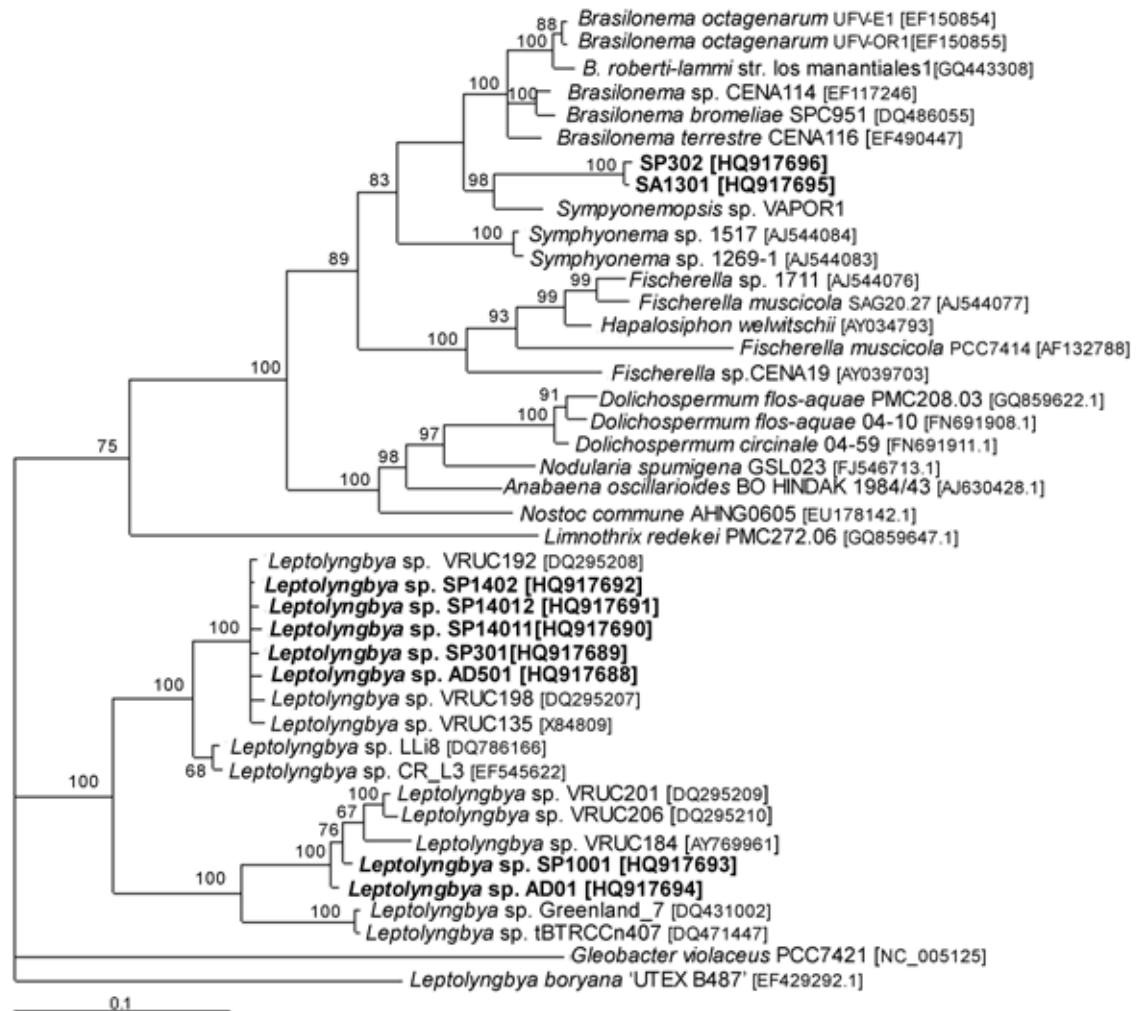 88
Brasilonema octagenarum UFV-E1 [EF150854]
Brasilonema octagenarum UFV-OR1[EF150855]
100
B. roberti-lammi str. los manantiales1[GQ443308]
100
100
Brasilonema sp. CENA114 [EF117246]
Brasilonema bromeliae SPC951 [DQ486055]
Brasilonema terrestre CENA116 [EF490447]
100
SP302 [HQ917696]
83
98
SA1301 [HQ917695]
Sympyonemopsis sp. VAPOR1
100
Symphyonema sp. 1517 [AJ544084]
Symphyonema sp. 1269-1 [AJ544083]
89
99
Fischerella sp. 1711 [AJ544076]
99
Fischerella muscicola SAG20.27 [AJ544077]
93
Hapalosiphon welwitschii [AY034793]
100
Fischerella muscicola PCC7414 [AF132788]
100
Fischerella sp.CENA19 [AY039703]
91
Dolichospermum flos-aquae PMC208.03 [GQ859622.1]
100
Dolichospermum flos-aquae 04-10 [FN691908.1]
75
97
Dolichospermum circinale 04-59 [FN691911.1]
98
Nodularia spumigena GSL023 [FJ546713.1]
100
Anabaena oscillarioides BO HINDAK 1984/43 [AJ630428.1]
Nostoc commune AHNG0605 [EU178142.1]
Limnothrix redekei PMC272.06 [GQ859647.1]
Leptolyngbya sp. VRUC192 [DQ295208]
Leptolyngbya sp. SP1402 [HQ917692]
Leptolyngbya sp. SP14012 [HQ917691]
100
Leptolyngbya sp. SP14011[HQ917690]
Leptolyngbya sp. SP301[HQ917689]
Leptolyngbya sp. AD501 [HQ917688]
100
Leptolyngbya sp. VRUC198 [DQ295207]
Leptolyngbya sp. VRUC135 [X84809]
Leptolyngbya sp. LLi8 [DQ786166]
68
Leptolyngbya sp. CR_L3 [EF545622]
100
100
Leptolyngbya sp. VRUC201 [DQ295209]
67
Leptolyngbya sp. VRUC206 [DQ295210]
76
Leptolyngbya sp. VRUC184 [AY769961]
100
Leptolyngbya sp. SP1001 [HQ917693]
100
Leptolyngbya sp. AD01 [HQ917694]
100
Leptolyngbya sp. Greenland_7 [DQ431002]
Leptolyngbya sp. tBTRCCn407 [DQ471447]
Gleobacter violaceus PCC7421 [NC_005125]
Leptolyngbya boryana 'UTEX B487' [EF429292.1]
0.1